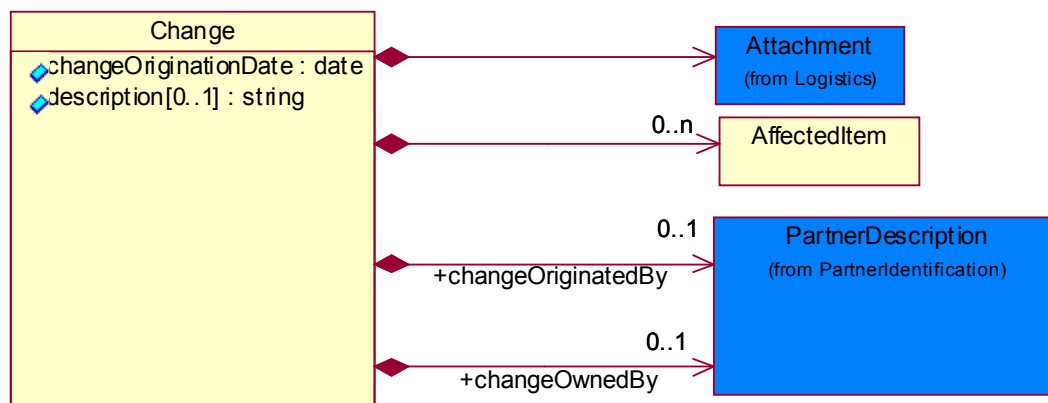 Change
changeOriginationDate : date
description[0..1] : string
Attachment
(from Logistics)
0..n
AffectedItem
0..1
PartnerDescription
(from PartnerIdentification)
+changeOriginatedBy
0..1
+changeOwnedBy